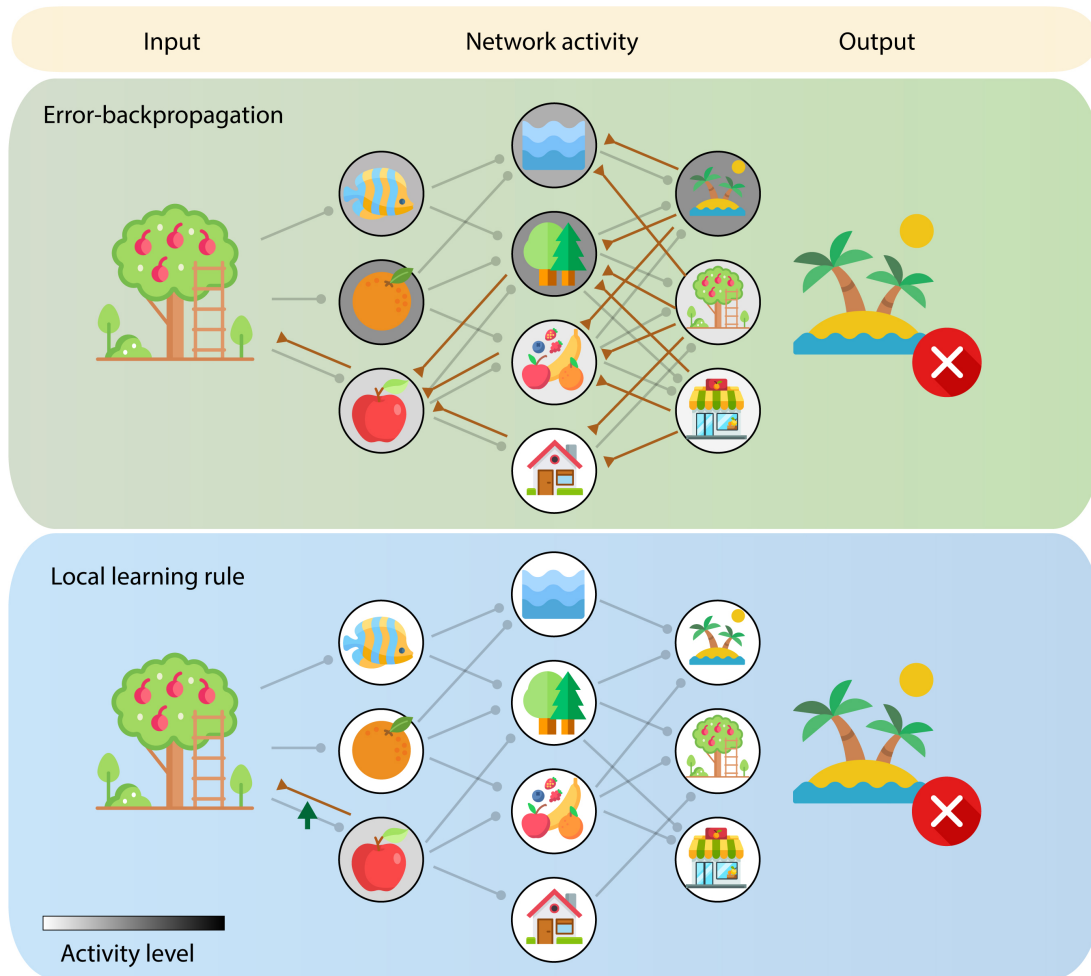 Input
Network activity
Output
Error-backpropagation
Local learning rule
Activity level